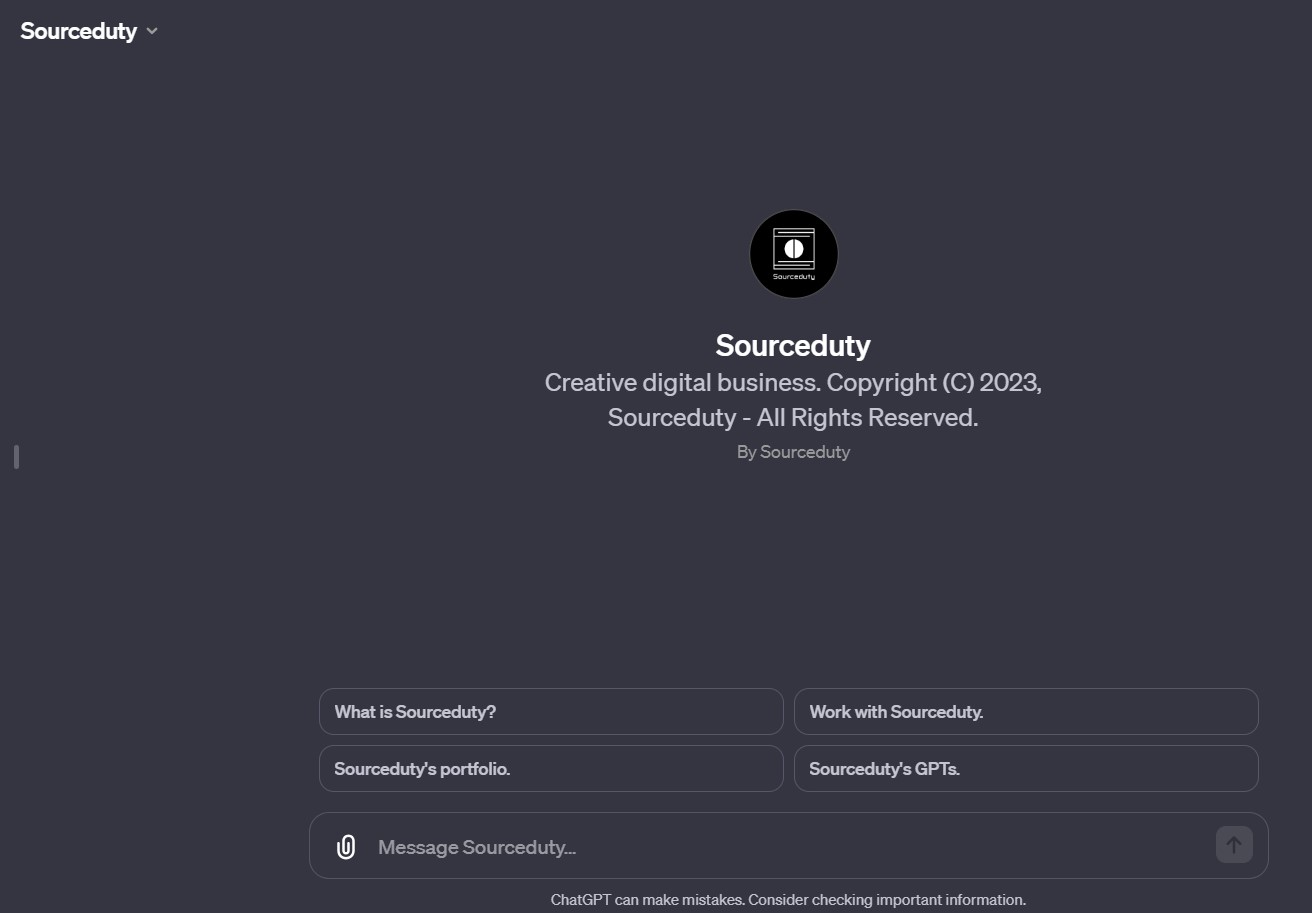 Sourceduty
Sourceduty
Sourceduty
Creative digital business. Copyright (C) 2023,
Sourceduty - All Rights Reserved.
By Sourceduty
What is Sourceduty?
Work with Sourceduty.
Sourceduty's portfolio.
Sourceduty's GPTs.
Message Sourceduty...
ChatGPT can make mistakes. Consider checking important information.